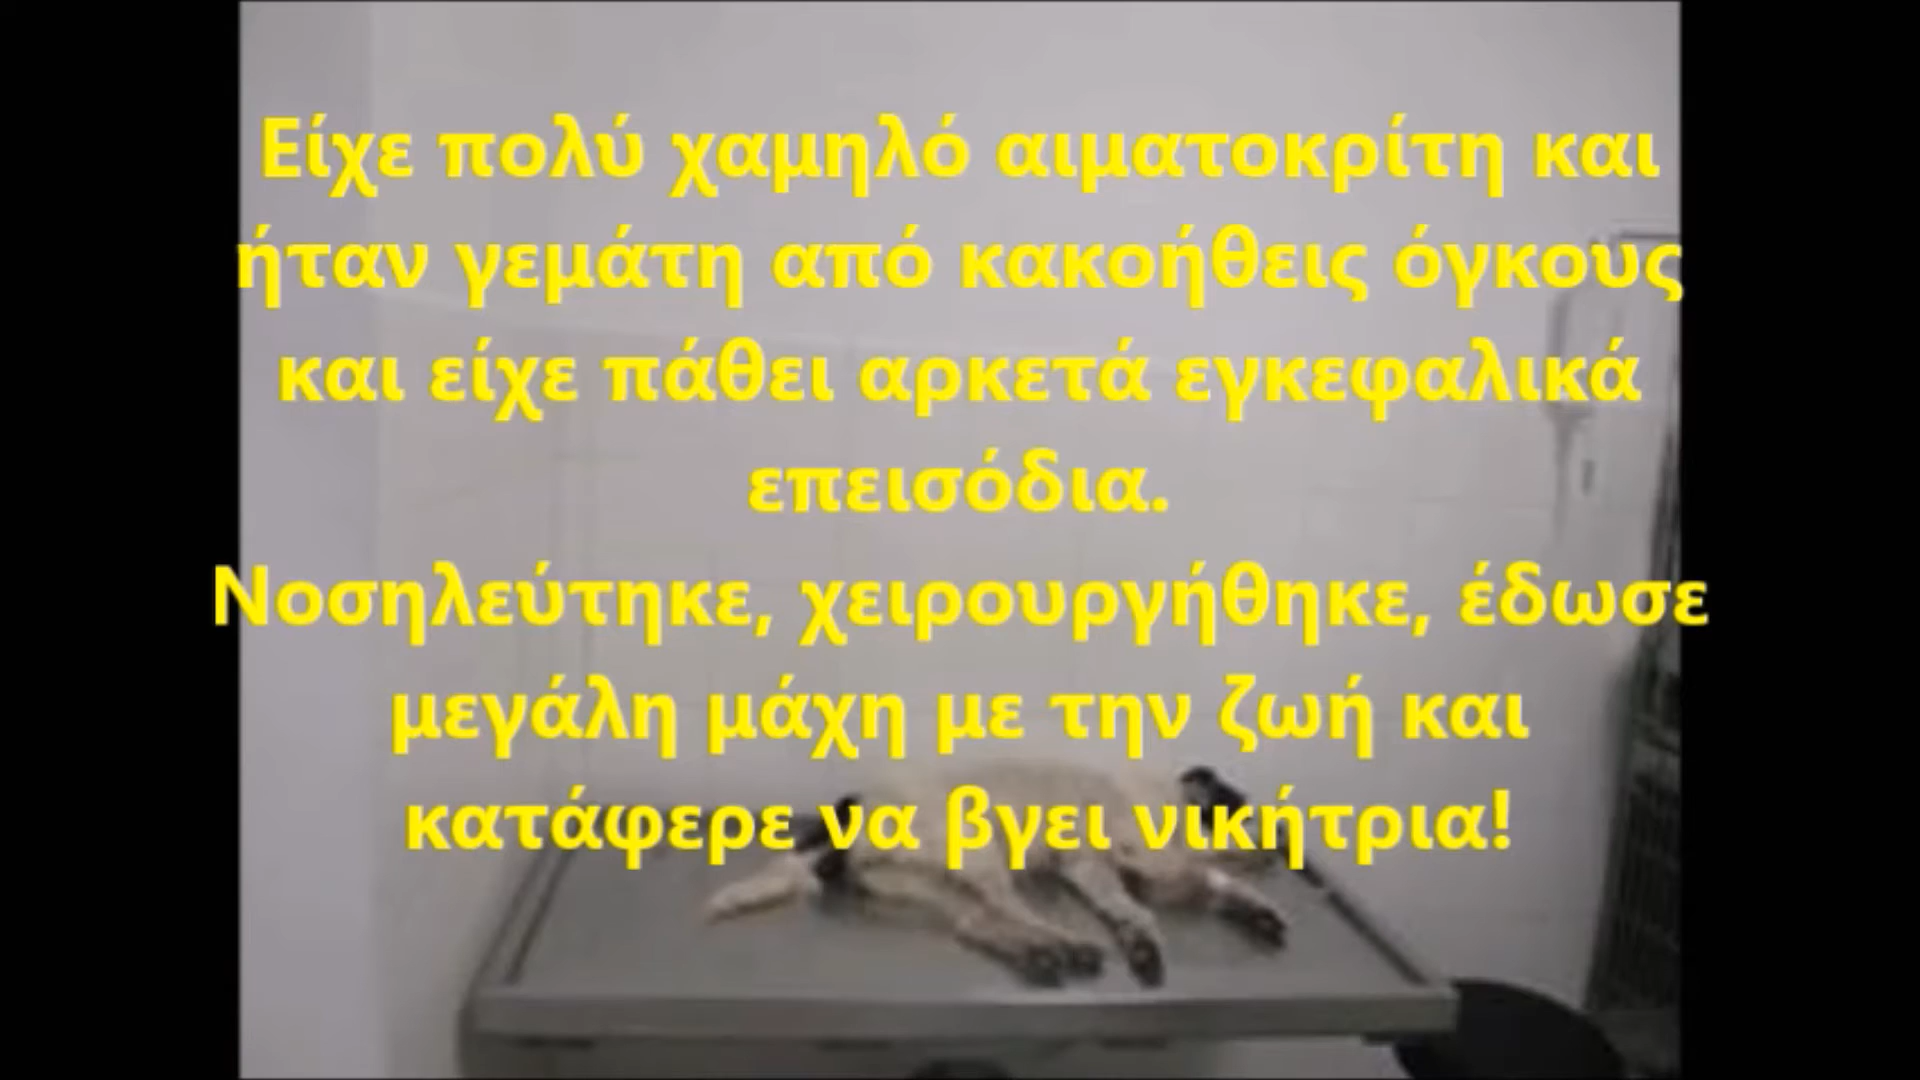 Είχε πολύ χαμηλό αιματοκρίτη και
ήταν γεμάτη από κακοήθεις όγκους
και είχε πάθει αρκετά εγκεφαλικά
επεισόδια.
Νοσηλεύτηκε, χειρουργήθηκε, έδωσε
μεγάλη μάχη με την ζωή και
κατάφερε να βγει νικήτρια!